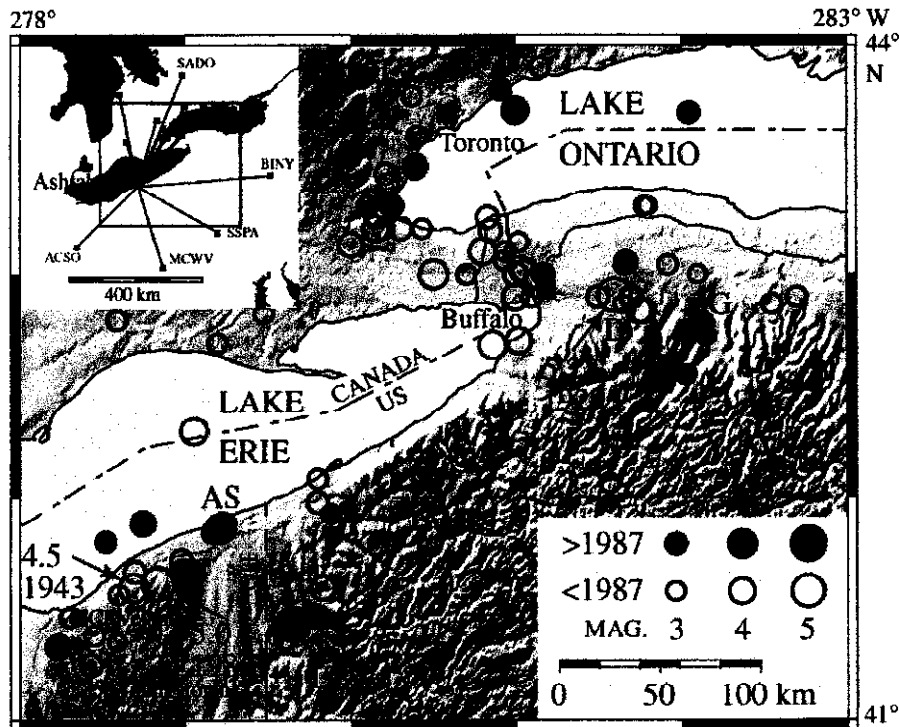 278°
283° W
44°
N
SADO
BINY
SSPA
ACSO
MCWV
400 km
LAKE
ONTARIO
Toronto
Buffalo
G
D
CANADA
US
LAKE
ERIE
AS
4.5
1943
>1987
<1987
MAG. 3 4 5
0 50 100 km
41°